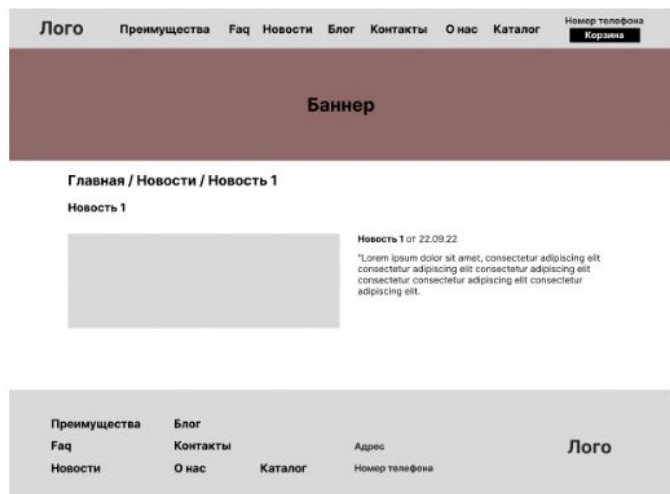 Лого Преимущества Faq Новости Блог Контакты О нас Каталог Номер телефона
Корзина
Баннер
Главная / Новости / Новость 1
Новость 1
Новость 1 от 22.09.22
"Lorem ipsum dolor sit amet, consectetur adipiscing elit
consectetur adipiscing elit consectetur adipiscing elit
consectetur consectetur adipiscing elit consectetur
adipiscing elit.
Преимущества Блог
Faq Контакты Адрес Лого
Новости О нас Каталог Номер телефона